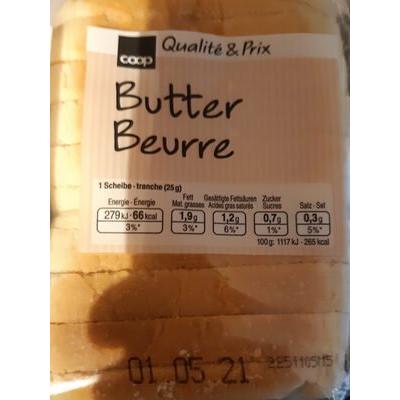 coop
Qualité & Prix
Butter
Beurre
1 Scheibe · tranche (25 g)
Energie · Énergie
279 kJ · 66 kcal
3%*
Fett
Mat. grasses
1,9g
3%*
Gesättigte Fettsäuren
Acides gras saturés
1,2g
6%*
Zucker
Sucres
0,7g
1%*
Salz · Sel
0,3g
5%*
100g: 1117 kJ · 265 kcal
01 05 21